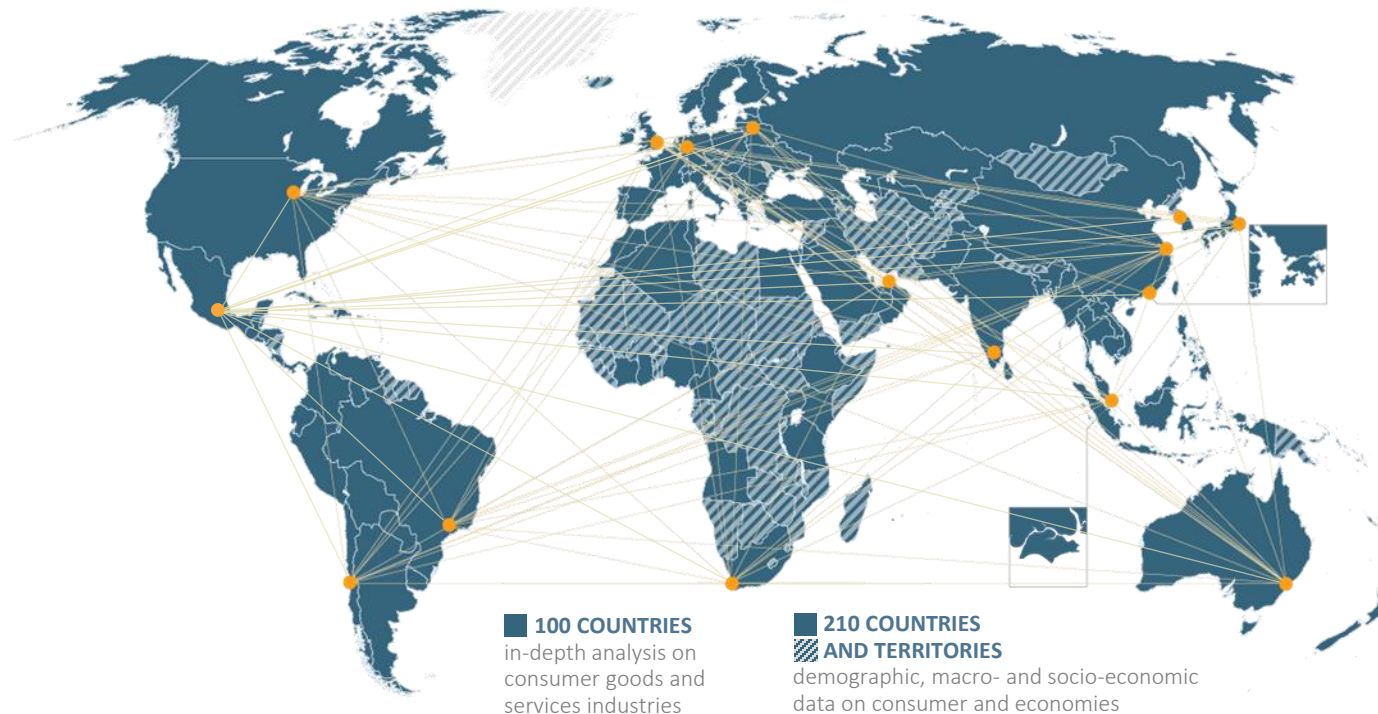 100 COUNTRIES
in-depth analysis on
consumer goods and
services industries
210 COUNTRIES
AND TERRITORIES
demographic, macro- and socio-economic
data on consumer and economies